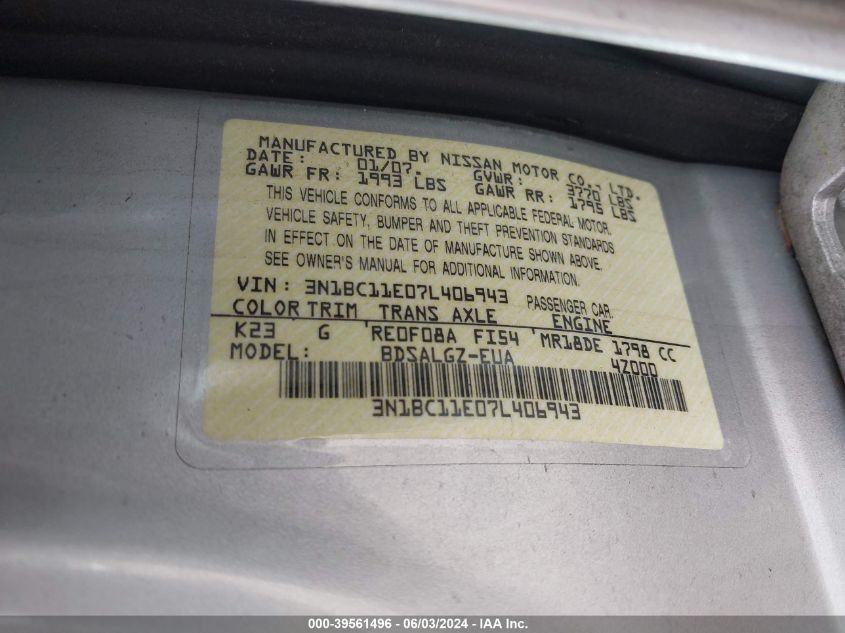 MANUFACTURED BY NISSAN MOTOR CO., LTD.
DATE: 01/07. GVWR: 3770 LBS
GAWR FR: 1993 LBS GAWR RR: 1795 LBS
THIS VEHICLE CONFORMS TO ALL APPLICABLE FEDERAL MOTOR
VEHICLE SAFETY, BUMPER AND THEFT PREVENTION STANDARDS
IN EFFECT ON THE DATE OF MANUFACTURE SHOWN ABOVE.
SEE OWNER'S MANUAL FOR ADDITIONAL INFORMATION.
VIN: 3N1BC11E07L406943 PASSENGER CAR.
COLOR TRIM TRANS AXLE ENGINE
K23 G RE0F08A FI54 MR18DE 1798 CC
MODEL: BDSALGZ-EUA 4Z000
3N1BC11E07L406943
000-39561496 - 06/03/2024 - IAA Inc.